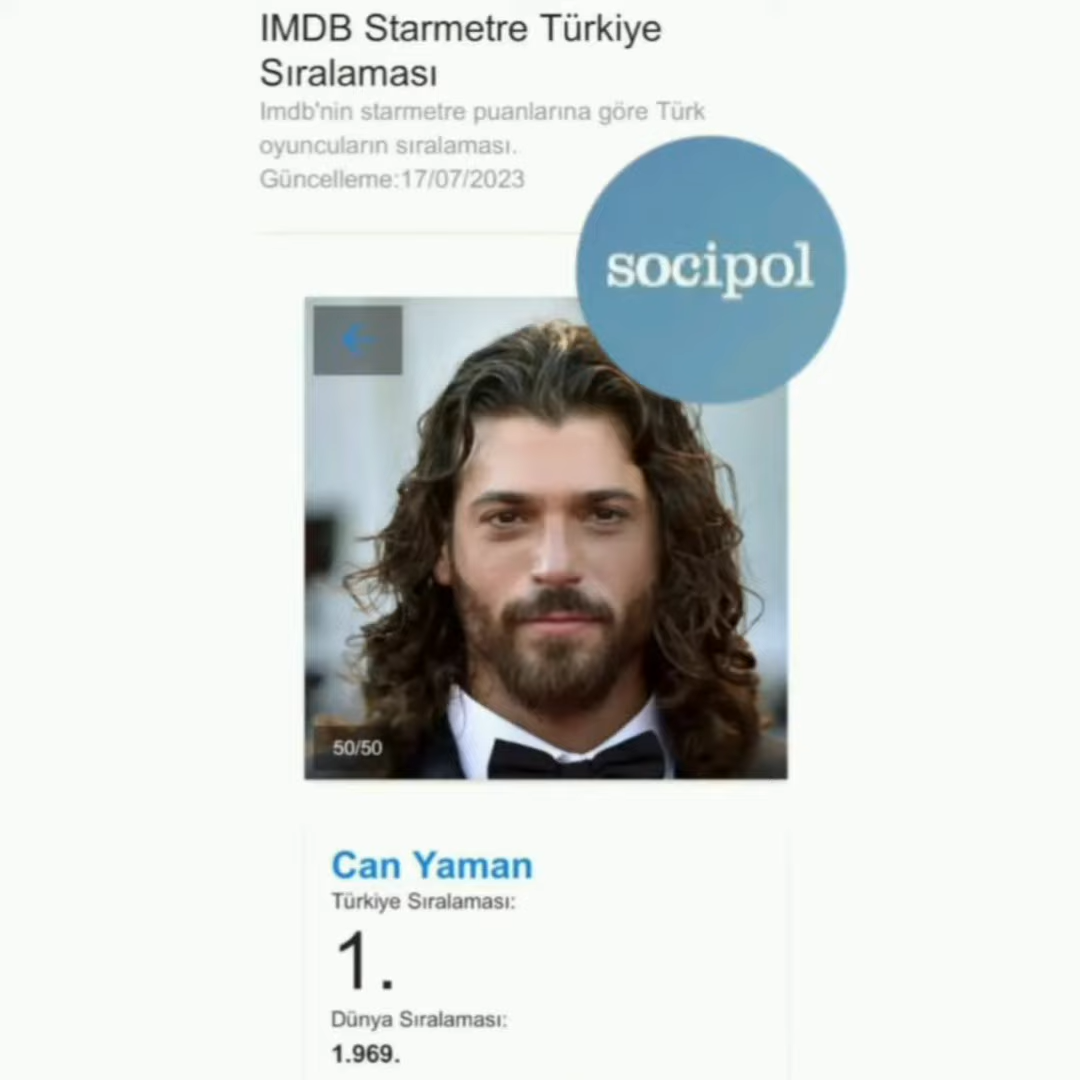 IMDB Starmetre Türkiye
Sıralaması
Imdb'nin starmetre puanlarına göre Türk
oyuncuların sıralaması.
Güncelleme:17/07/2023
socipol
50/50
Can Yaman
Türkiye Sıralaması:
1.
Dünya Sıralaması:
1.969.